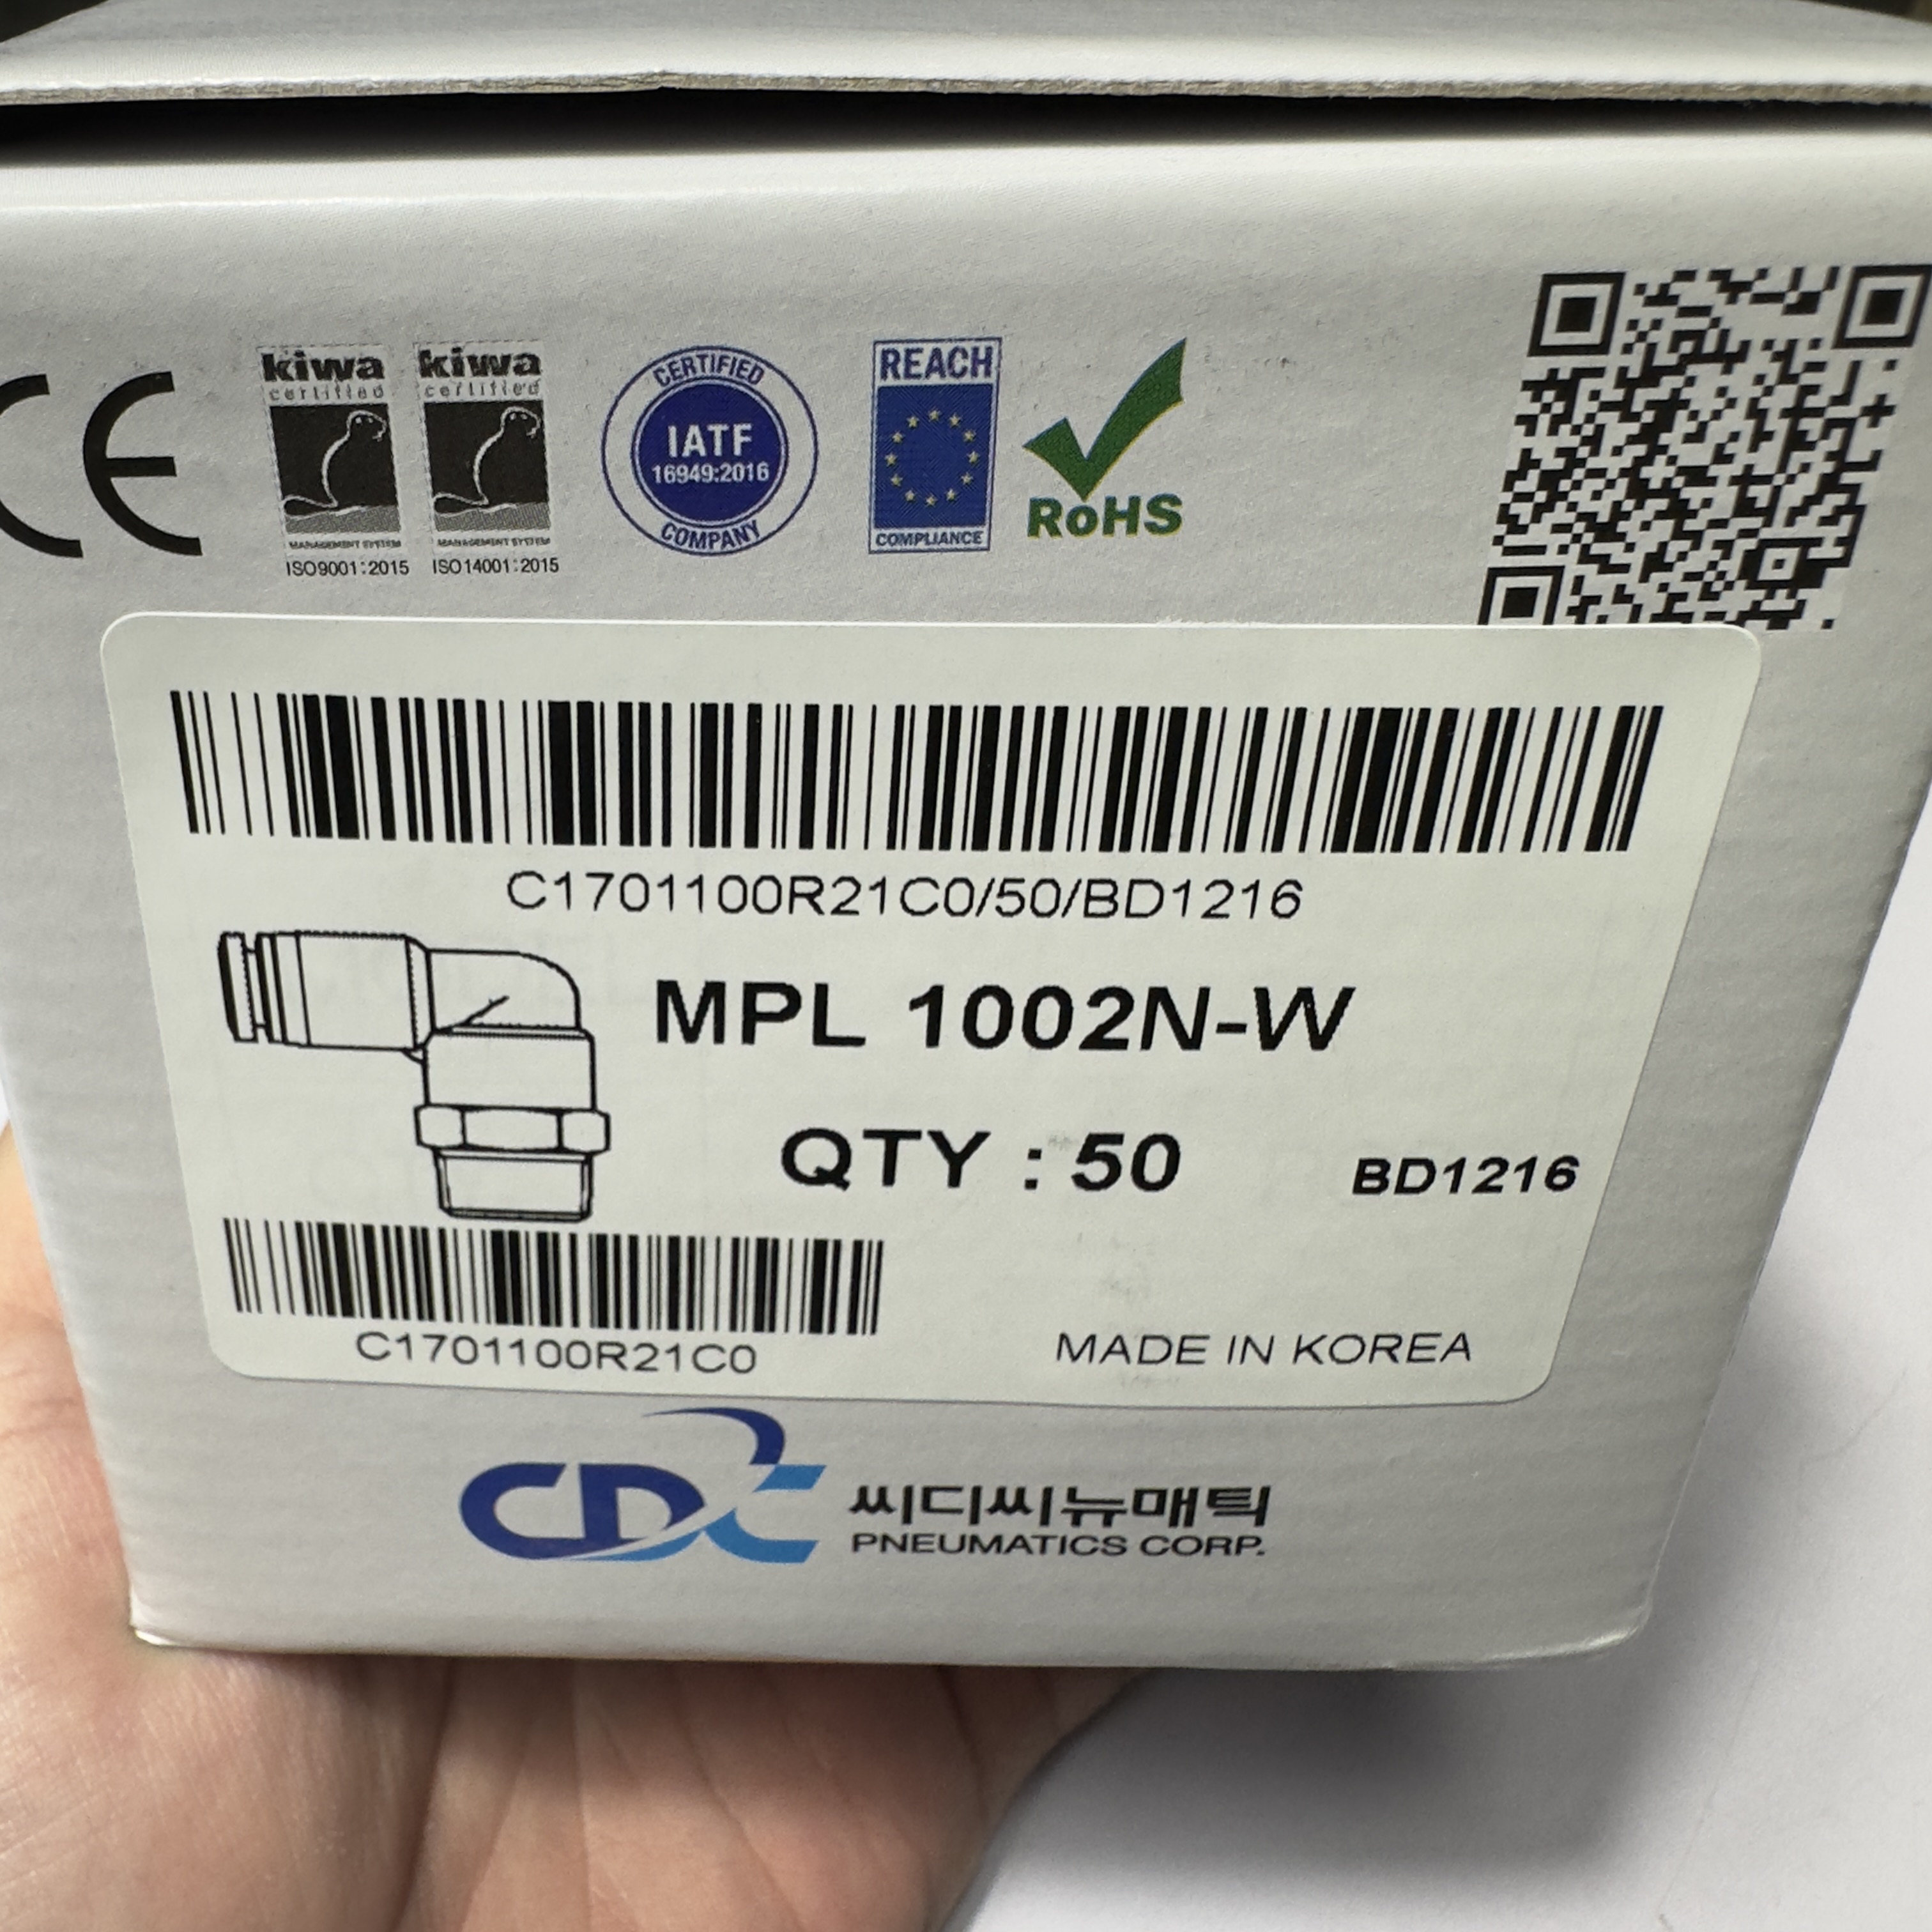 CE
kiwa
certified
MANAGEMENT SYSTEM
ISO9001:2015
kiwa
certified
MANAGEMENT SYSTEM
ISO14001:2015
CERTIFIED
IATF
16949:2016
COMPANY
REACH
COMPLIANCE
RoHS
C1701100R21C0/50/BD1216
MPL 1002N-W
QTY : 50
BD1216
C1701100R21C0
MADE IN KOREA
CDC
씨디씨뉴매틱
PNEUMATICS CORP.